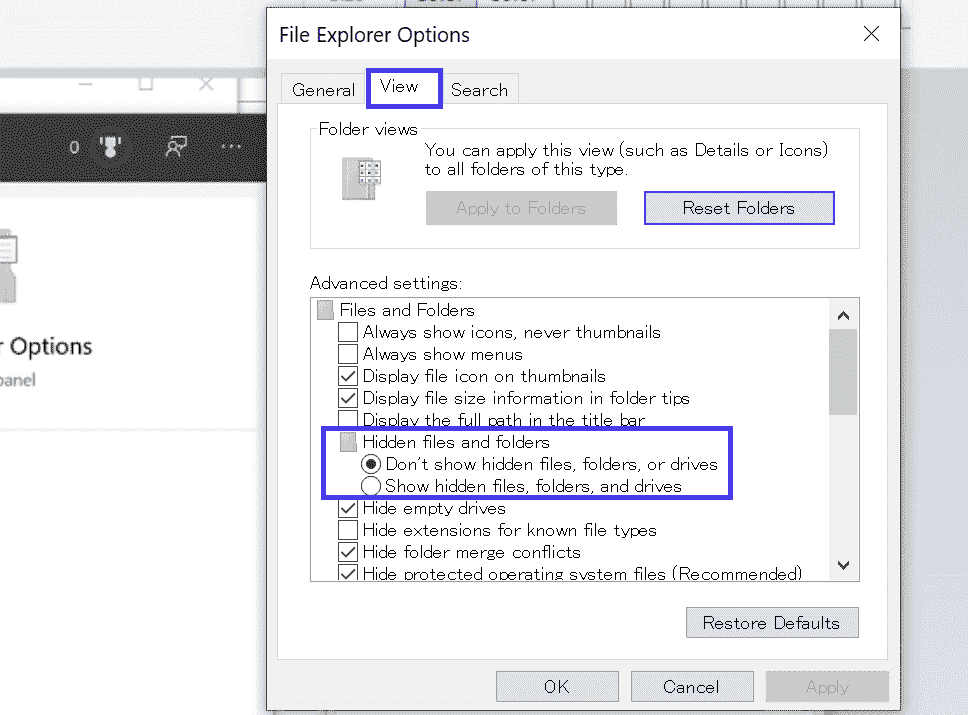 File Explorer Options
General
View
Search
0
Folder views
You can apply this view (such as Details or Icons)
to all folders of this type.
Apply to Folders
Reset Folders
Advanced settings:
Files and Folders
Always show icons, never thumbnails
r Options
Always show menus
Display file icon on thumbnails
Display file size information in folder tips
Display the full path in the title bar
Hidden files and folders
Don't show hidden files, folders, or drives
Show hidden files, folders, and drives
Hide empty drives
Hide extensions for known file types
Hide folder merge conflicts
Hide protected operating system files (Recommended)
Restore Defaults
OK
Cancel
Apply